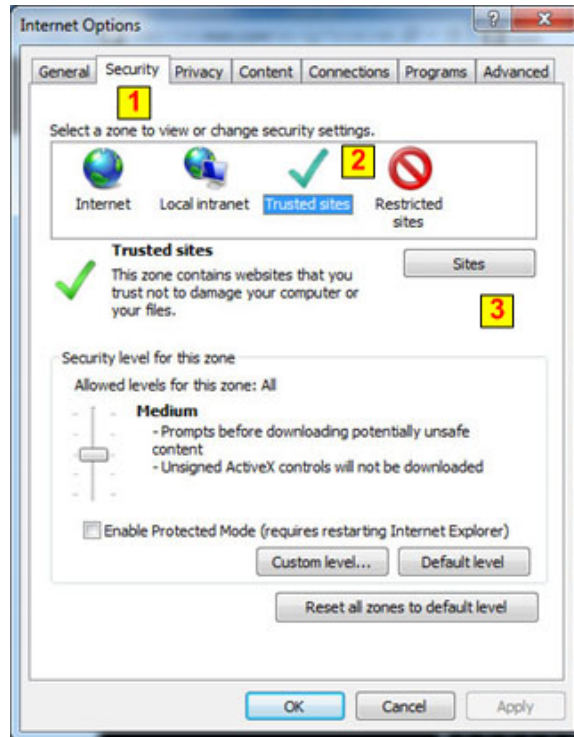 Internet Options
General Security Privacy Content Connections Programs Advanced
1
Select a zone to view or change security settings.
2
Internet Local intranet Trusted sites Restricted
sites
Trusted sites
Sites
This zone contains websites that you
trust not to damage your computer or
your files.
3
Security level for this zone
Allowed levels for this zone: All
Medium
- Prompts before downloading potentially unsafe
content
- Unsigned ActiveX controls will not be downloaded
Enable Protected Mode (requires restarting Internet Explorer)
Custom level... Default level
Reset all zones to default level
OK Cancel Apply